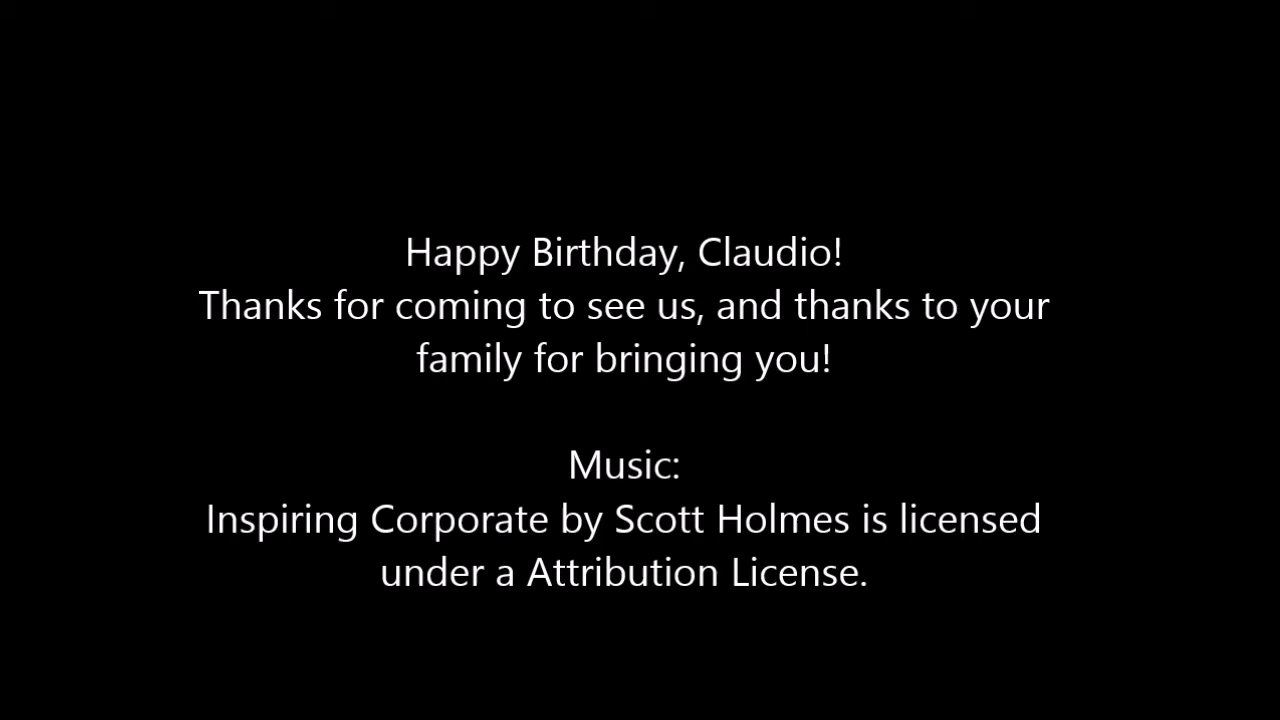 Happy Birthday, Claudio!
Thanks for coming to see us, and thanks to your
family for bringing you!
Music:
Inspiring Corporate by Scott Holmes is licensed
under a Attribution License.